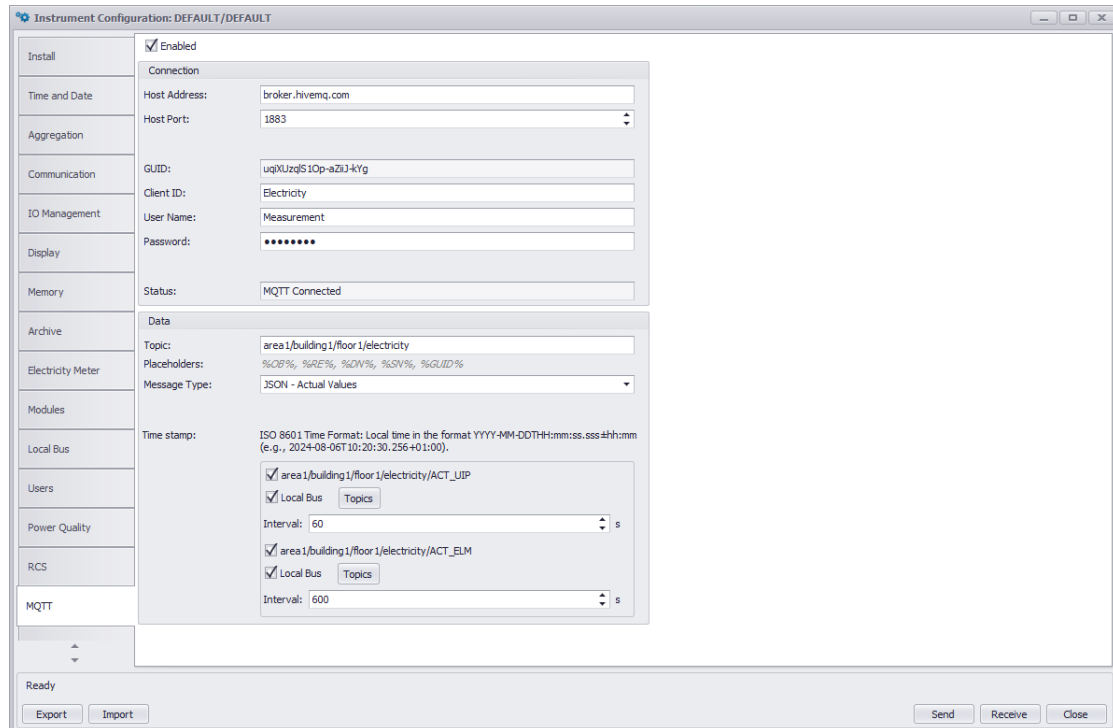 Instrument Configuration: DEFAULT/DEFAULT
Install
Time and Date
Aggregation
Communication
IO Management
Display
Memory
Archive
Electricity Meter
Modules
Local Bus
Users
Power Quality
RCS
MQTT
Enabled
Connection
Host Address: broker.hivemq.com
Host Port: 1883
GUID: uqiXUzqlS1Op-aZiiJ-kYg
Client ID: Electricity
User Name: Measurement
Password: ●●●●●●●●
Status: MQTT Connected
Data
Topic: area1/building1/floor1/electricity
Placeholders: %OB%, %RE%, %DN%, %SN%, %GUID%
Message Type: JSON - Actual Values
Time stamp: ISO 8601 Time Format: Local time in the format YYYY-MM-DDTHH:mm:ss.sss±hh:mm
(e.g., 2024-08-06T10:20:30.256+01:00).
area1/building1/floor1/electricity/ACT_UIP
Local Bus Topics
Interval: 60 s
area1/building1/floor1/electricity/ACT_ELM
Local Bus Topics
Interval: 600 s
Ready
Export Import Send Receive Close